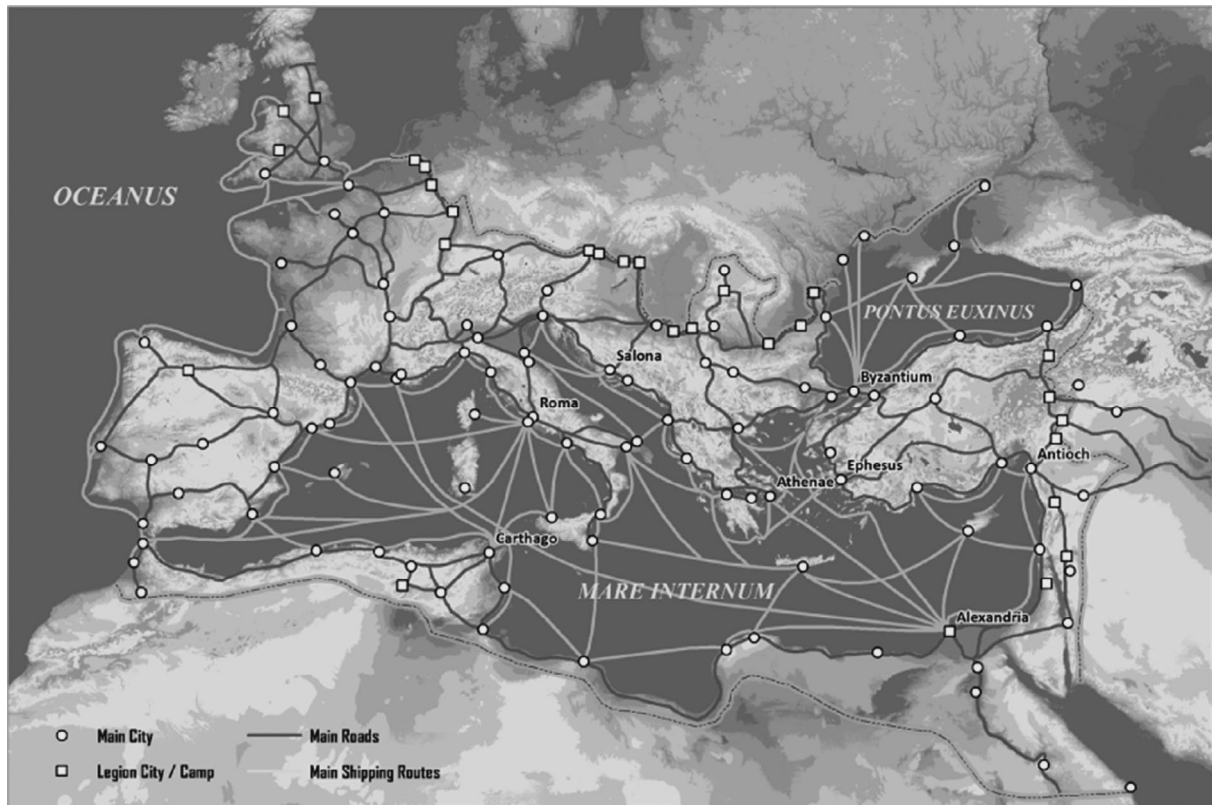 OCEANUS
PONTUS EUXINUS
Salona
Byzantium
Roma
Antioch
Ephesus
Athenae
Carthago
MARE INTERNUM
Alexandria
Main City
Main Roads
Legion City / Camp
Main Shipping Routes